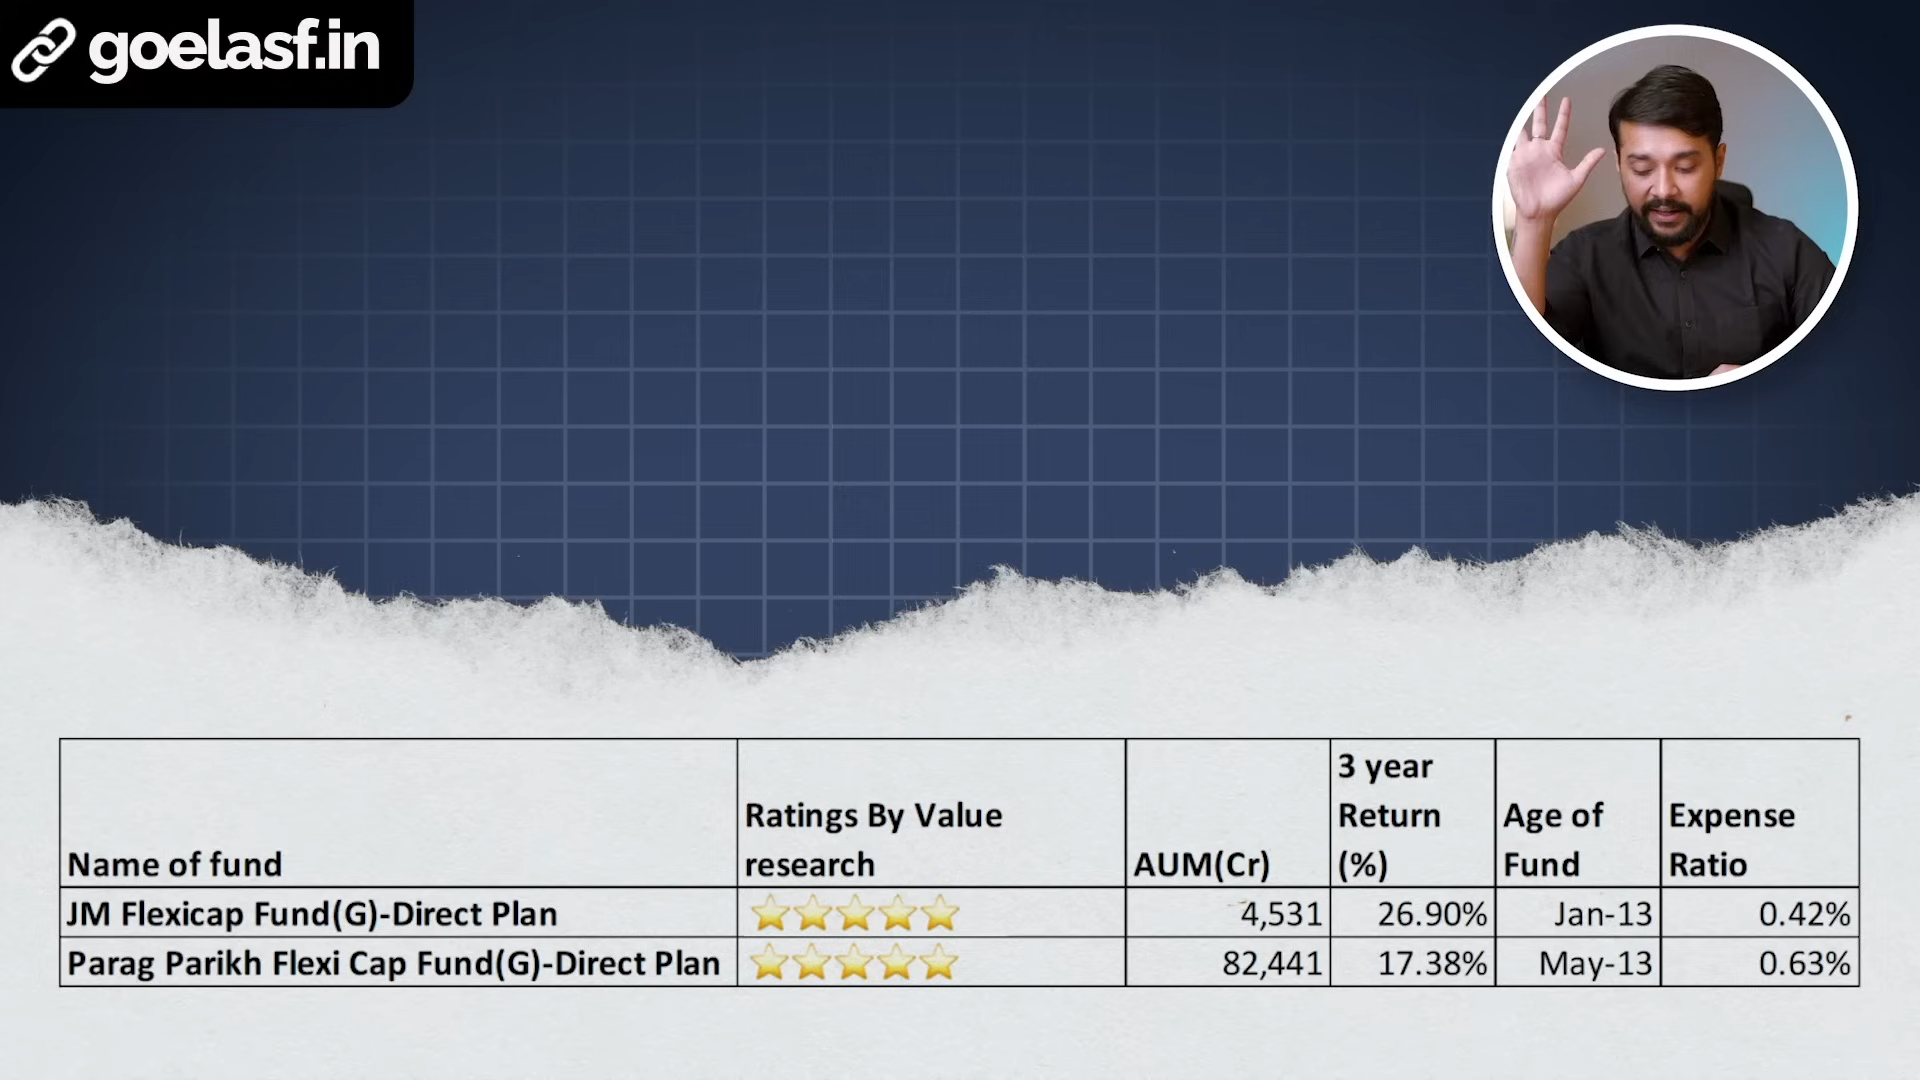 goelasf.in
Name of fund Ratings By Value research AUM(Cr) 3 year Return (%) Age of Fund Expense Ratio
JM Flexicap Fund(G)-Direct Plan ⭐⭐⭐⭐⭐ 4,531 26.90% Jan-13 0.42%
Parag Parikh Flexi Cap Fund(G)-Direct Plan ⭐⭐⭐⭐⭐ 82,441 17.38% May-13 0.63%